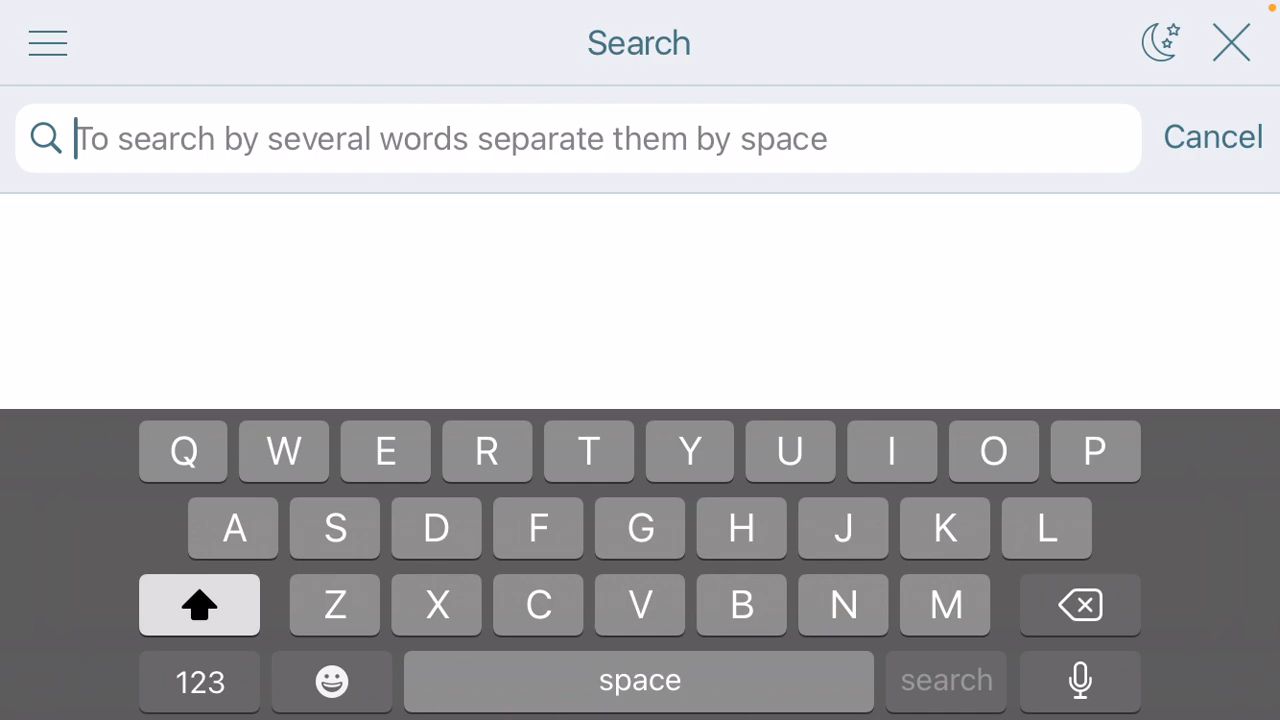 Search
To search by several words separate them by space
Cancel
Q W E R T Y U I O P
A S D F G H J K L
Z X C V B N M
123 space search